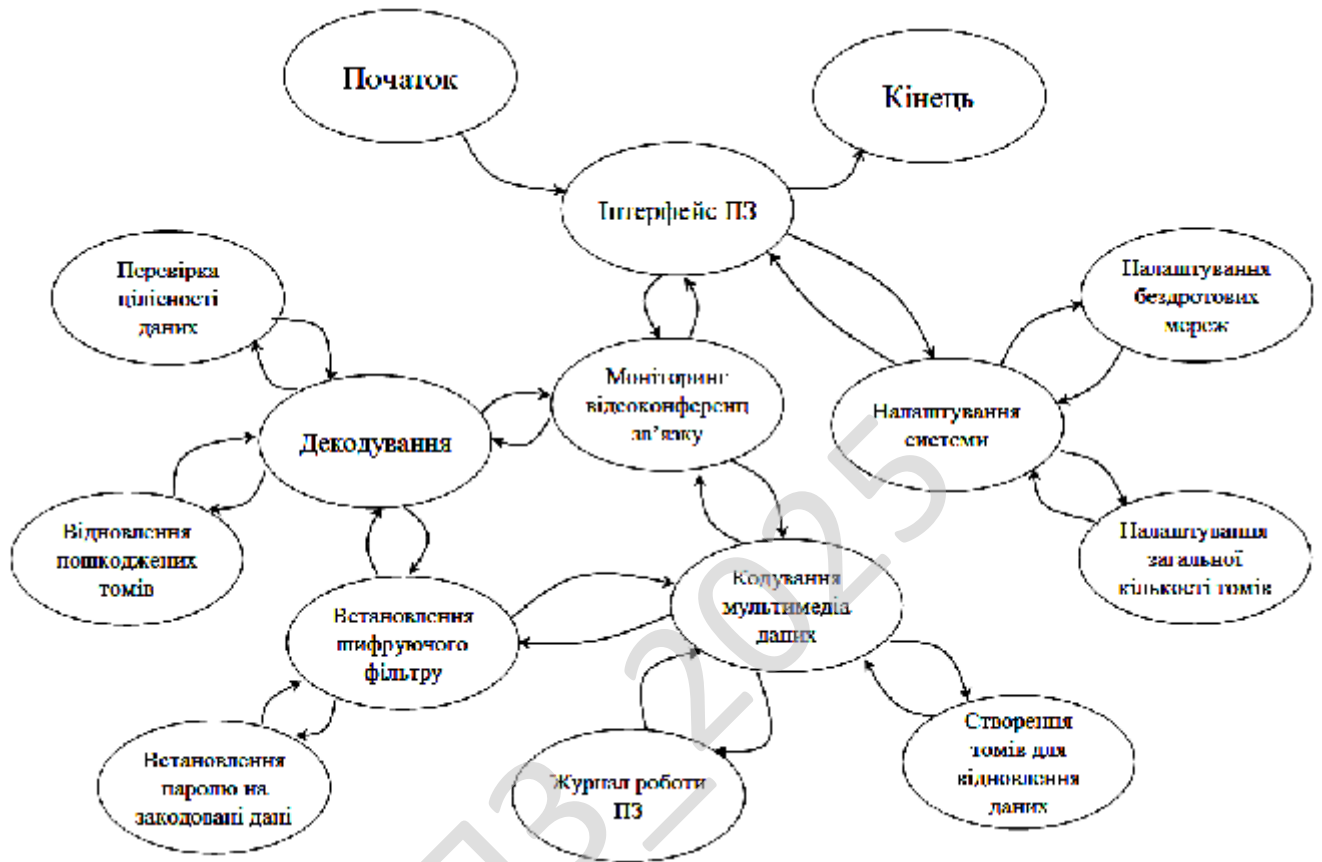 Початок
Кінець
Інтерфейс ПЗ
Перевірка
цілісності
даних
Налаштування
бездротових
мереж
Моніторинг
відеоконференц
зв'язку
Налаштування
системи
Декодування
Відновлення
пошкоджених
томів
Налаштування
загальної
кількості томів
Кодування
мультимедіа
даних
Встановлення
шифруючого
фільтру
Створення
томів для
відновлення
даних
Встановлення
паролю на
закодовані дані
Журнал роботи
ПЗ
ПЗ_2025